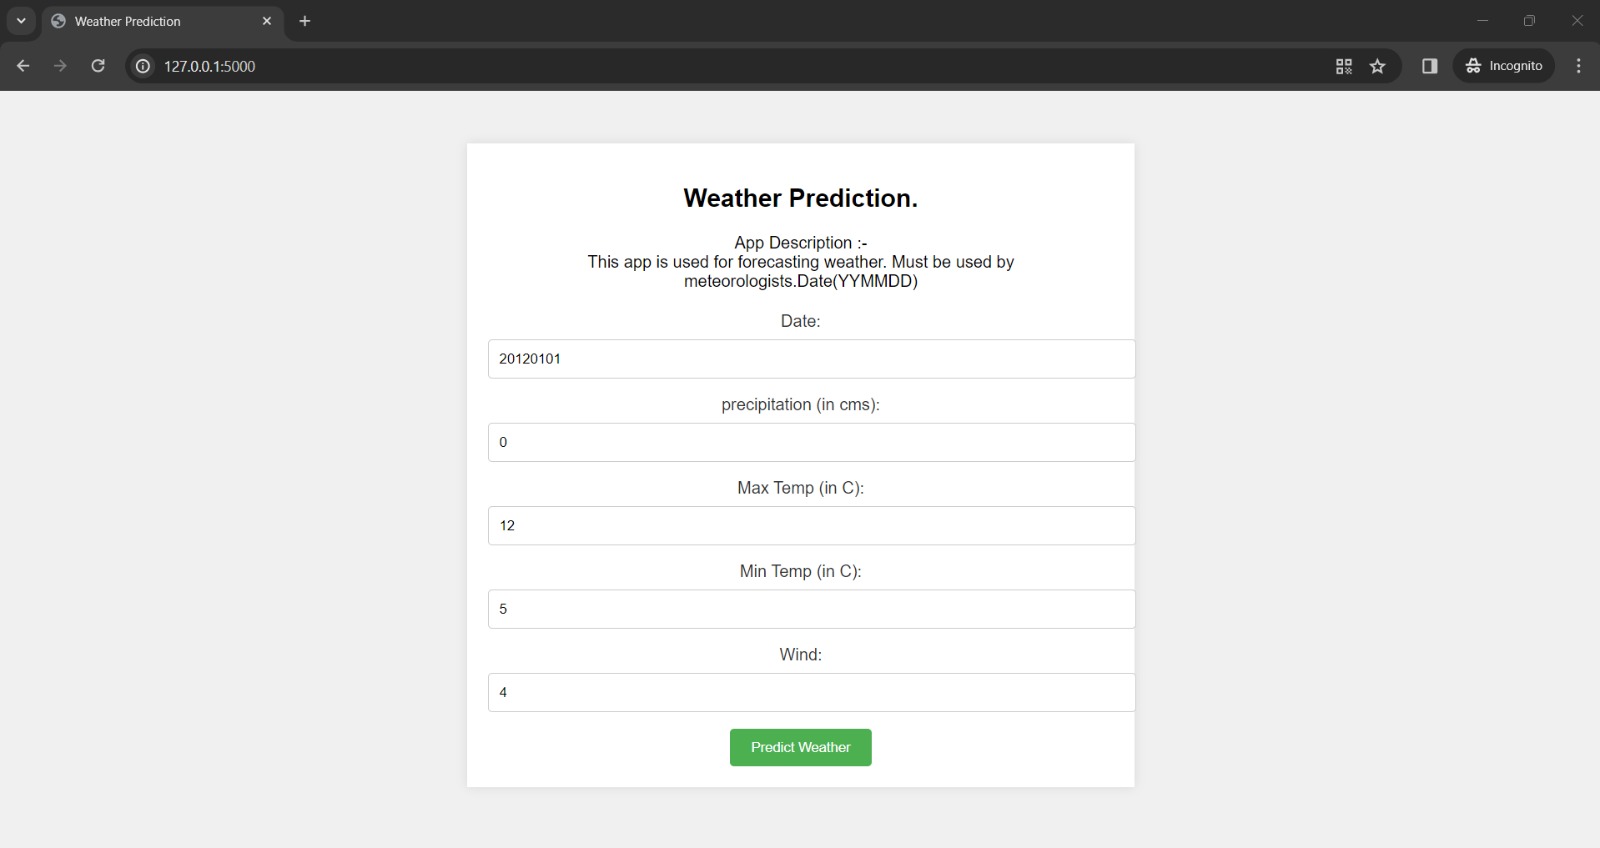 Weather Prediction
127.0.0.1:5000
Incognito
Weather Prediction.
App Description :-
This app is used for forecasting weather. Must be used by
meteorologists.Date(YYMMDD)
Date:
20120101
precipitation (in cms):
0
Max Temp (in C):
12
Min Temp (in C):
5
Wind:
4
Predict Weather